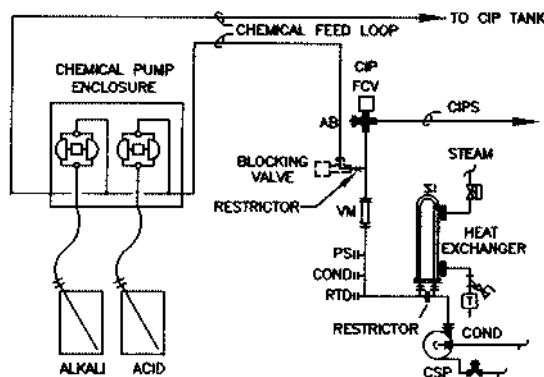 TO CIP TANK
CHEMICAL FEED LOOP
CHEMICAL PUMP
ENCLOSURE
CIP
FCV
AB
CIPS
BLOCKING
VALVE
STEAM
RESTRICTOR
VM
HEAT
EXCHANGER
PS
COND
RTD
T
RESTRICTOR
COND
CSP
ALKALI
ACID